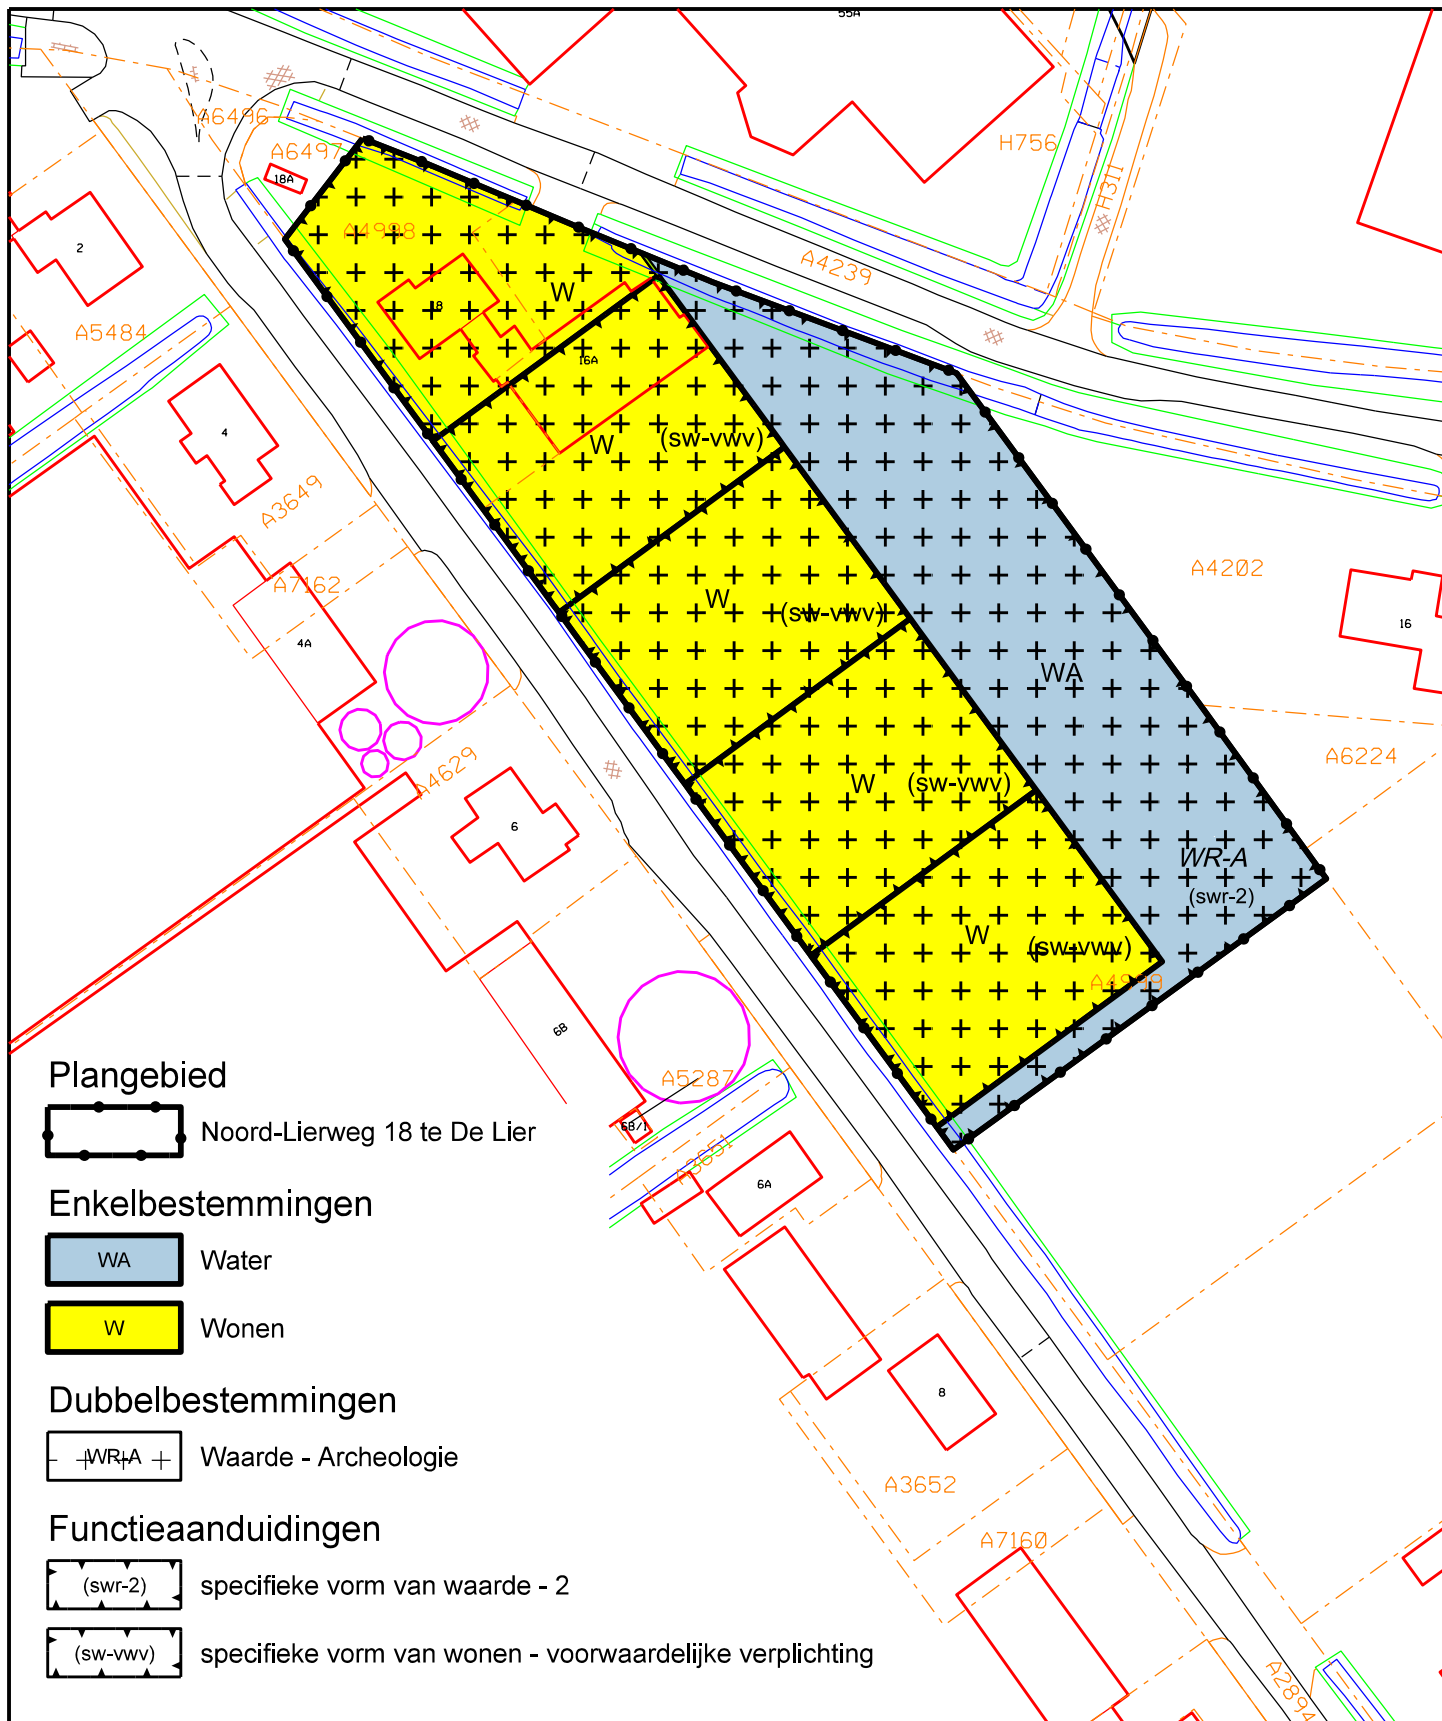 55A
A6496
A6497
18A
H756
H311
A4998
2
A4239
W
18
A5484
16A
4
W
(sw-vwv)
A3649
A4202
A7162
W
(sw-vwv)
16
4A
WA
A6224
A4629
W
(sw-vwv)
6
WR-A
(swr-2)
W
(sw-vwv)
A4999
6B
A5287
6B/1
A3651
6A
8
A3652
A7160
A2894
Plangebied
Noord-Lierweg 18 te De Lier
Enkelbestemmingen
WA
Water
W
Wonen
Dubbelbestemmingen
WR-A
Waarde - Archeologie
Functieaanduidingen
(swr-2)
specifieke vorm van waarde - 2
(sw-vwv)
specifieke vorm van wonen - voorwaardelijke verplichting